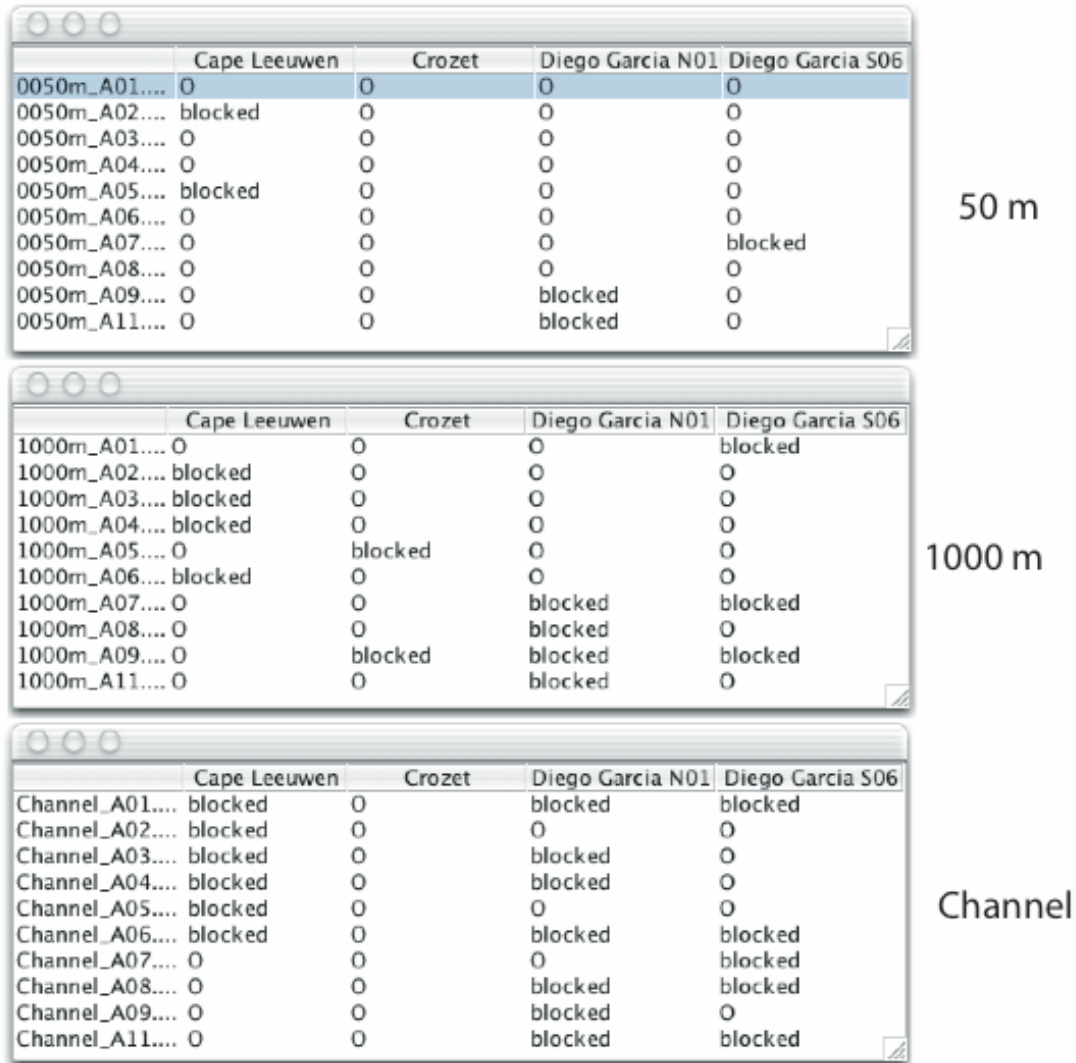 Cape Leeuwen Crozet Diego Garcia N01 Diego Garcia S06
0050m_A01.... O O O O
0050m_A02.... blocked O O O
0050m_A03.... O O O O
0050m_A04.... O O O O
0050m_A05.... blocked O O O
0050m_A06.... O O O O
0050m_A07.... O O O blocked
0050m_A08.... O O O O
0050m_A09.... O O blocked O
0050m_A11.... O O blocked O
50 m
Cape Leeuwen Crozet Diego Garcia N01 Diego Garcia S06
1000m_A01.... O O O blocked
1000m_A02.... blocked O O O
1000m_A03.... blocked O O O
1000m_A04.... blocked O O O
1000m_A05.... O blocked O O
1000m_A06.... blocked O O O
1000m_A07.... O O blocked blocked
1000m_A08.... O O blocked O
1000m_A09.... O blocked blocked blocked
1000m_A11.... O O blocked O
1000 m
Cape Leeuwen Crozet Diego Garcia N01 Diego Garcia S06
Channel_A01.... blocked O blocked blocked
Channel_A02.... blocked O O O
Channel_A03.... blocked O blocked O
Channel_A04.... blocked O blocked O
Channel_A05.... blocked O O O
Channel_A06.... blocked O blocked blocked
Channel_A07.... O O O blocked
Channel_A08.... O O blocked blocked
Channel_A09.... O O blocked O
Channel_A11.... O O blocked blocked
Channel